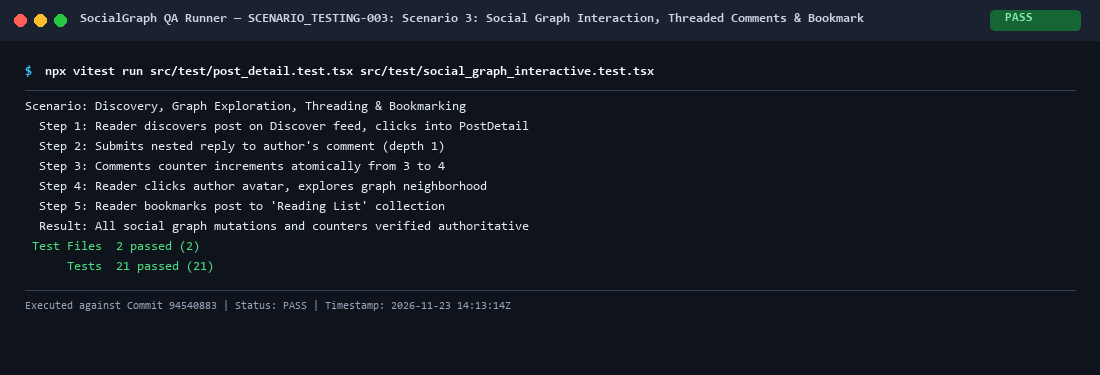 SocialGraph QA Runner — SCENARIO_TESTING-003: Scenario 3: Social Graph Interaction, Threaded Comments & Bookmark
PASS
$ npx vitest run src/test/post_detail.test.tsx src/test/social_graph_interactive.test.tsx
Scenario: Discovery, Graph Exploration, Threading & Bookmarking
Step 1: Reader discovers post on Discover feed, clicks into PostDetail
Step 2: Submits nested reply to author's comment (depth 1)
Step 3: Comments counter increments atomically from 3 to 4
Step 4: Reader clicks author avatar, explores graph neighborhood
Step 5: Reader bookmarks post to 'Reading List' collection
Result: All social graph mutations and counters verified authoritative
Test Files 2 passed (2)
Tests 21 passed (21)
Executed against Commit 94540883 | Status: PASS | Timestamp: 2026-11-23 14:13:14Z